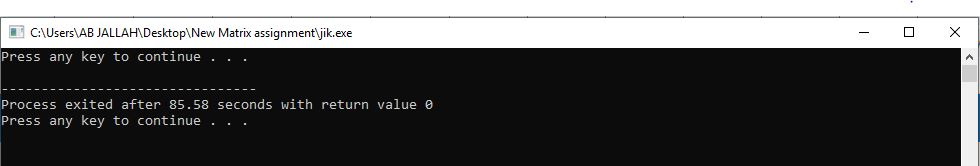 C:\Users\AB JALLAH\Desktop\New Matrix assignment\jik.exe
Press any key to continue . . .
--------------------------------
Process exited after 85.58 seconds with return value 0
Press any key to continue . . .